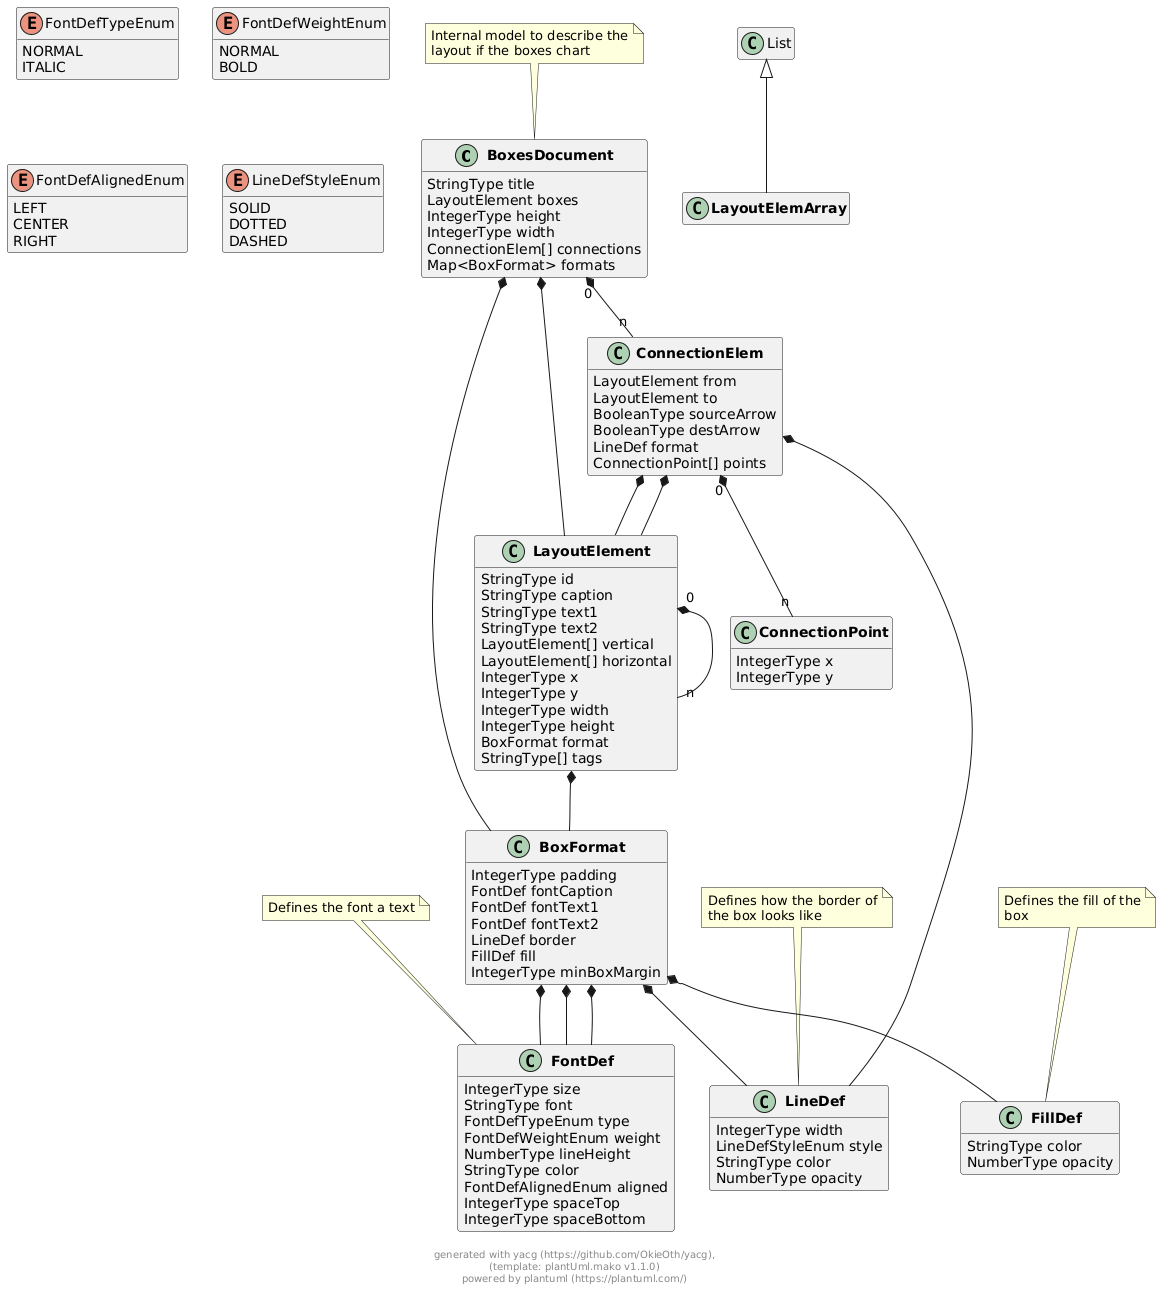 E FontDefTypeEnum
NORMAL
ITALIC
E FontDefWeightEnum
NORMAL
BOLD
Internal model to describe the
layout if the boxes chart
C List
E FontDefAlignedEnum
LEFT
CENTER
RIGHT
E LineDefStyleEnum
SOLID
DOTTED
DASHED
C BoxesDocument
StringType title
LayoutElement boxes
IntegerType height
IntegerType width
ConnectionElem[] connections
Map<BoxFormat> formats
C LayoutElemArray
0
n
C ConnectionElem
LayoutElement from
LayoutElement to
BooleanType sourceArrow
BooleanType destArrow
LineDef format
ConnectionPoint[] points
0
n
C LayoutElement
StringType id
StringType caption
StringType text1
StringType text2
LayoutElement[] vertical
LayoutElement[] horizontal
IntegerType x
IntegerType y
IntegerType width
IntegerType height
BoxFormat format
StringType[] tags
0
n
C ConnectionPoint
IntegerType x
IntegerType y
C BoxFormat
IntegerType padding
FontDef fontCaption
FontDef fontText1
FontDef fontText2
LineDef border
FillDef fill
IntegerType minBoxMargin
Defines the font a text
Defines how the border of
the box looks like
Defines the fill of the
box
C FontDef
IntegerType size
StringType font
FontDefTypeEnum type
FontDefWeightEnum weight
NumberType lineHeight
StringType color
FontDefAlignedEnum aligned
IntegerType spaceTop
IntegerType spaceBottom
C LineDef
IntegerType width
LineDefStyleEnum style
StringType color
NumberType opacity
C FillDef
StringType color
NumberType opacity
generated with yacg (https://github.com/OkieOth/yacg),
(template: plantUml.mako v1.1.0)
powered by plantuml (https://plantuml.com/)